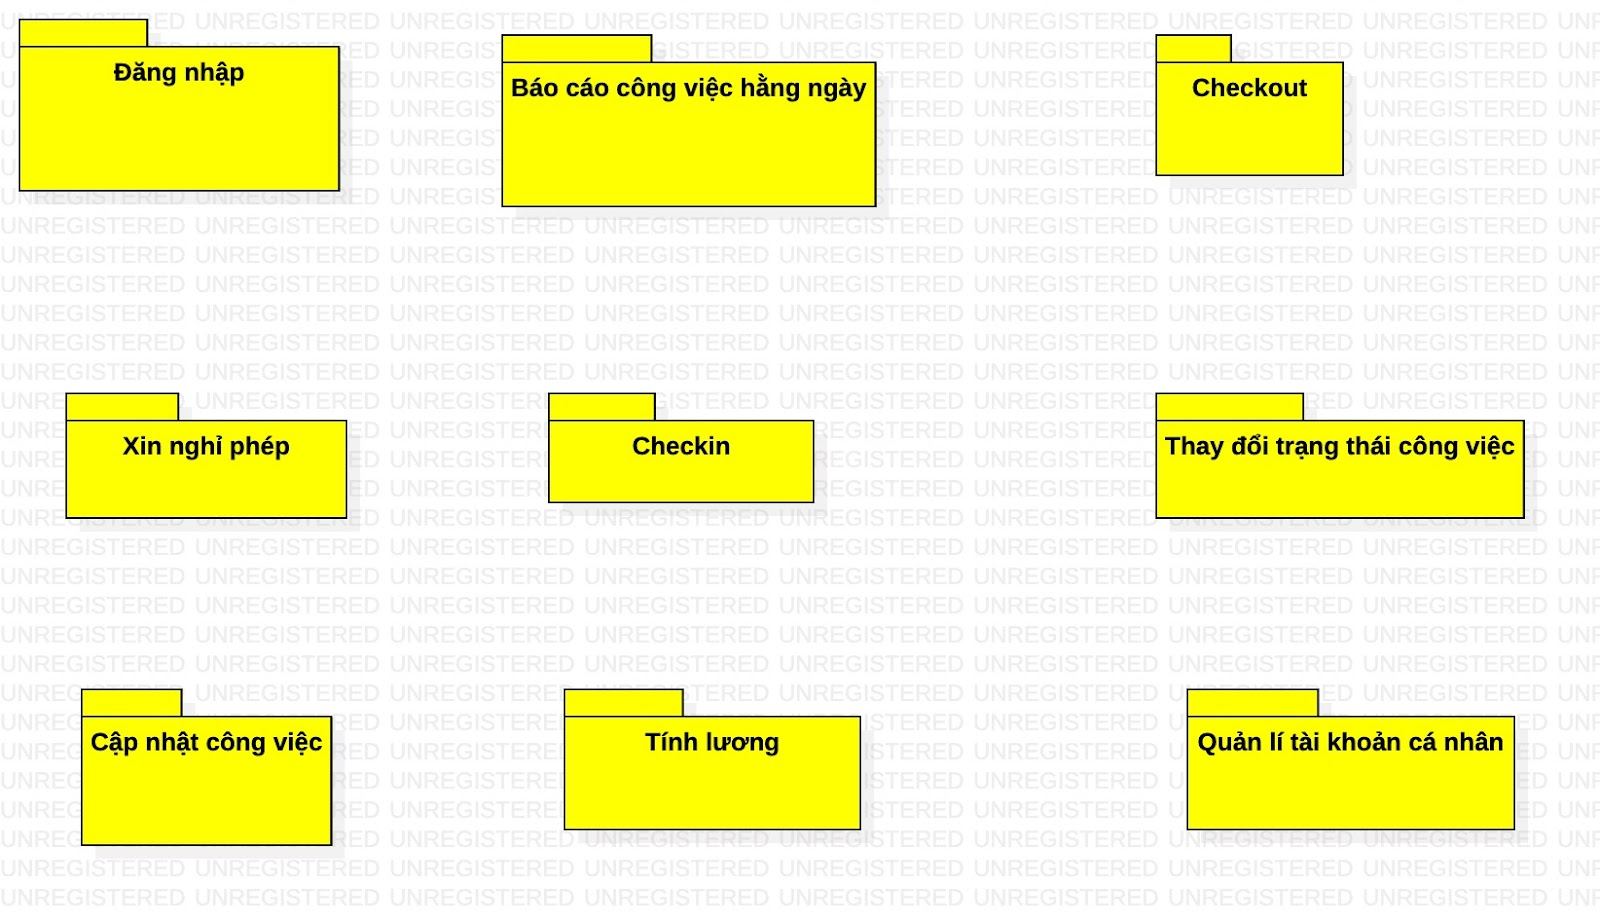 Đăng nhập
Báo cáo công việc hằng ngày
Checkout
Xin nghỉ phép
Checkin
Thay đổi trạng thái công việc
Cập nhật công việc
Tính lương
Quản lí tài khoản cá nhân
UNREGISTERED